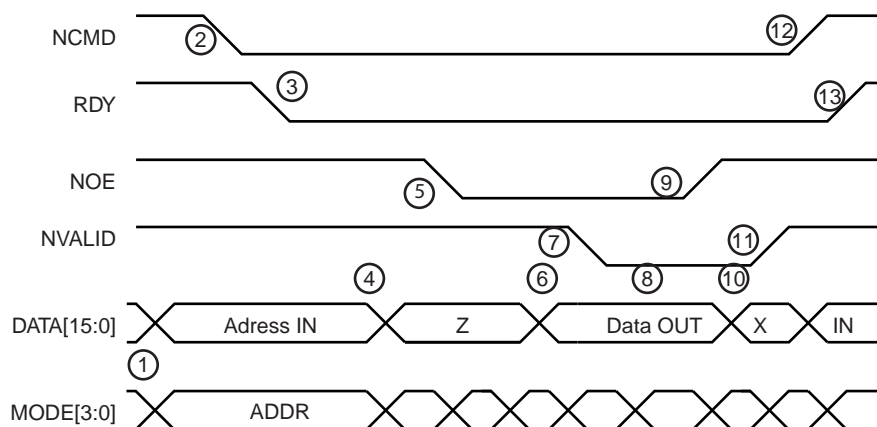 NCMD 2 12
RDY 3 13
NOE 5 9
NVALID 7 11
4 6 8 10
DATA[15:0] Adress IN Z Data OUT X IN
1
MODE[3:0] ADDR